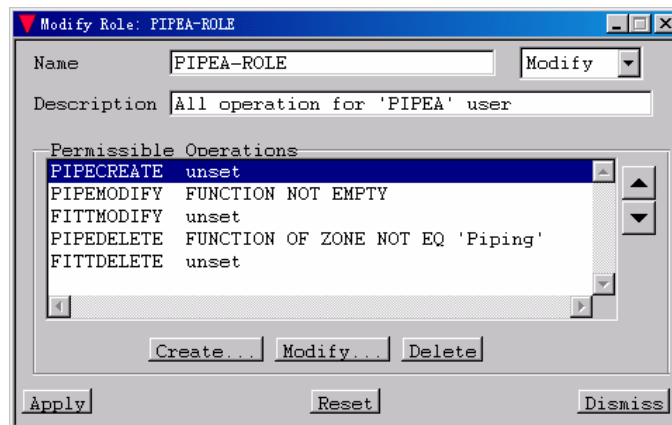 Modify Role: PIPEA-ROLE
Name PIPEA-ROLE Modify
Description All operation for 'PIPEA' user
Permissible Operations
PIPECREATE unset
PIPEMODIFY FUNCTION NOT EMPTY
FITTMODIFY unset
PIPEDELETE FUNCTION OF ZONE NOT EQ 'Piping'
FITTDELETE unset
Create... Modify... Delete
Apply Reset Dismiss